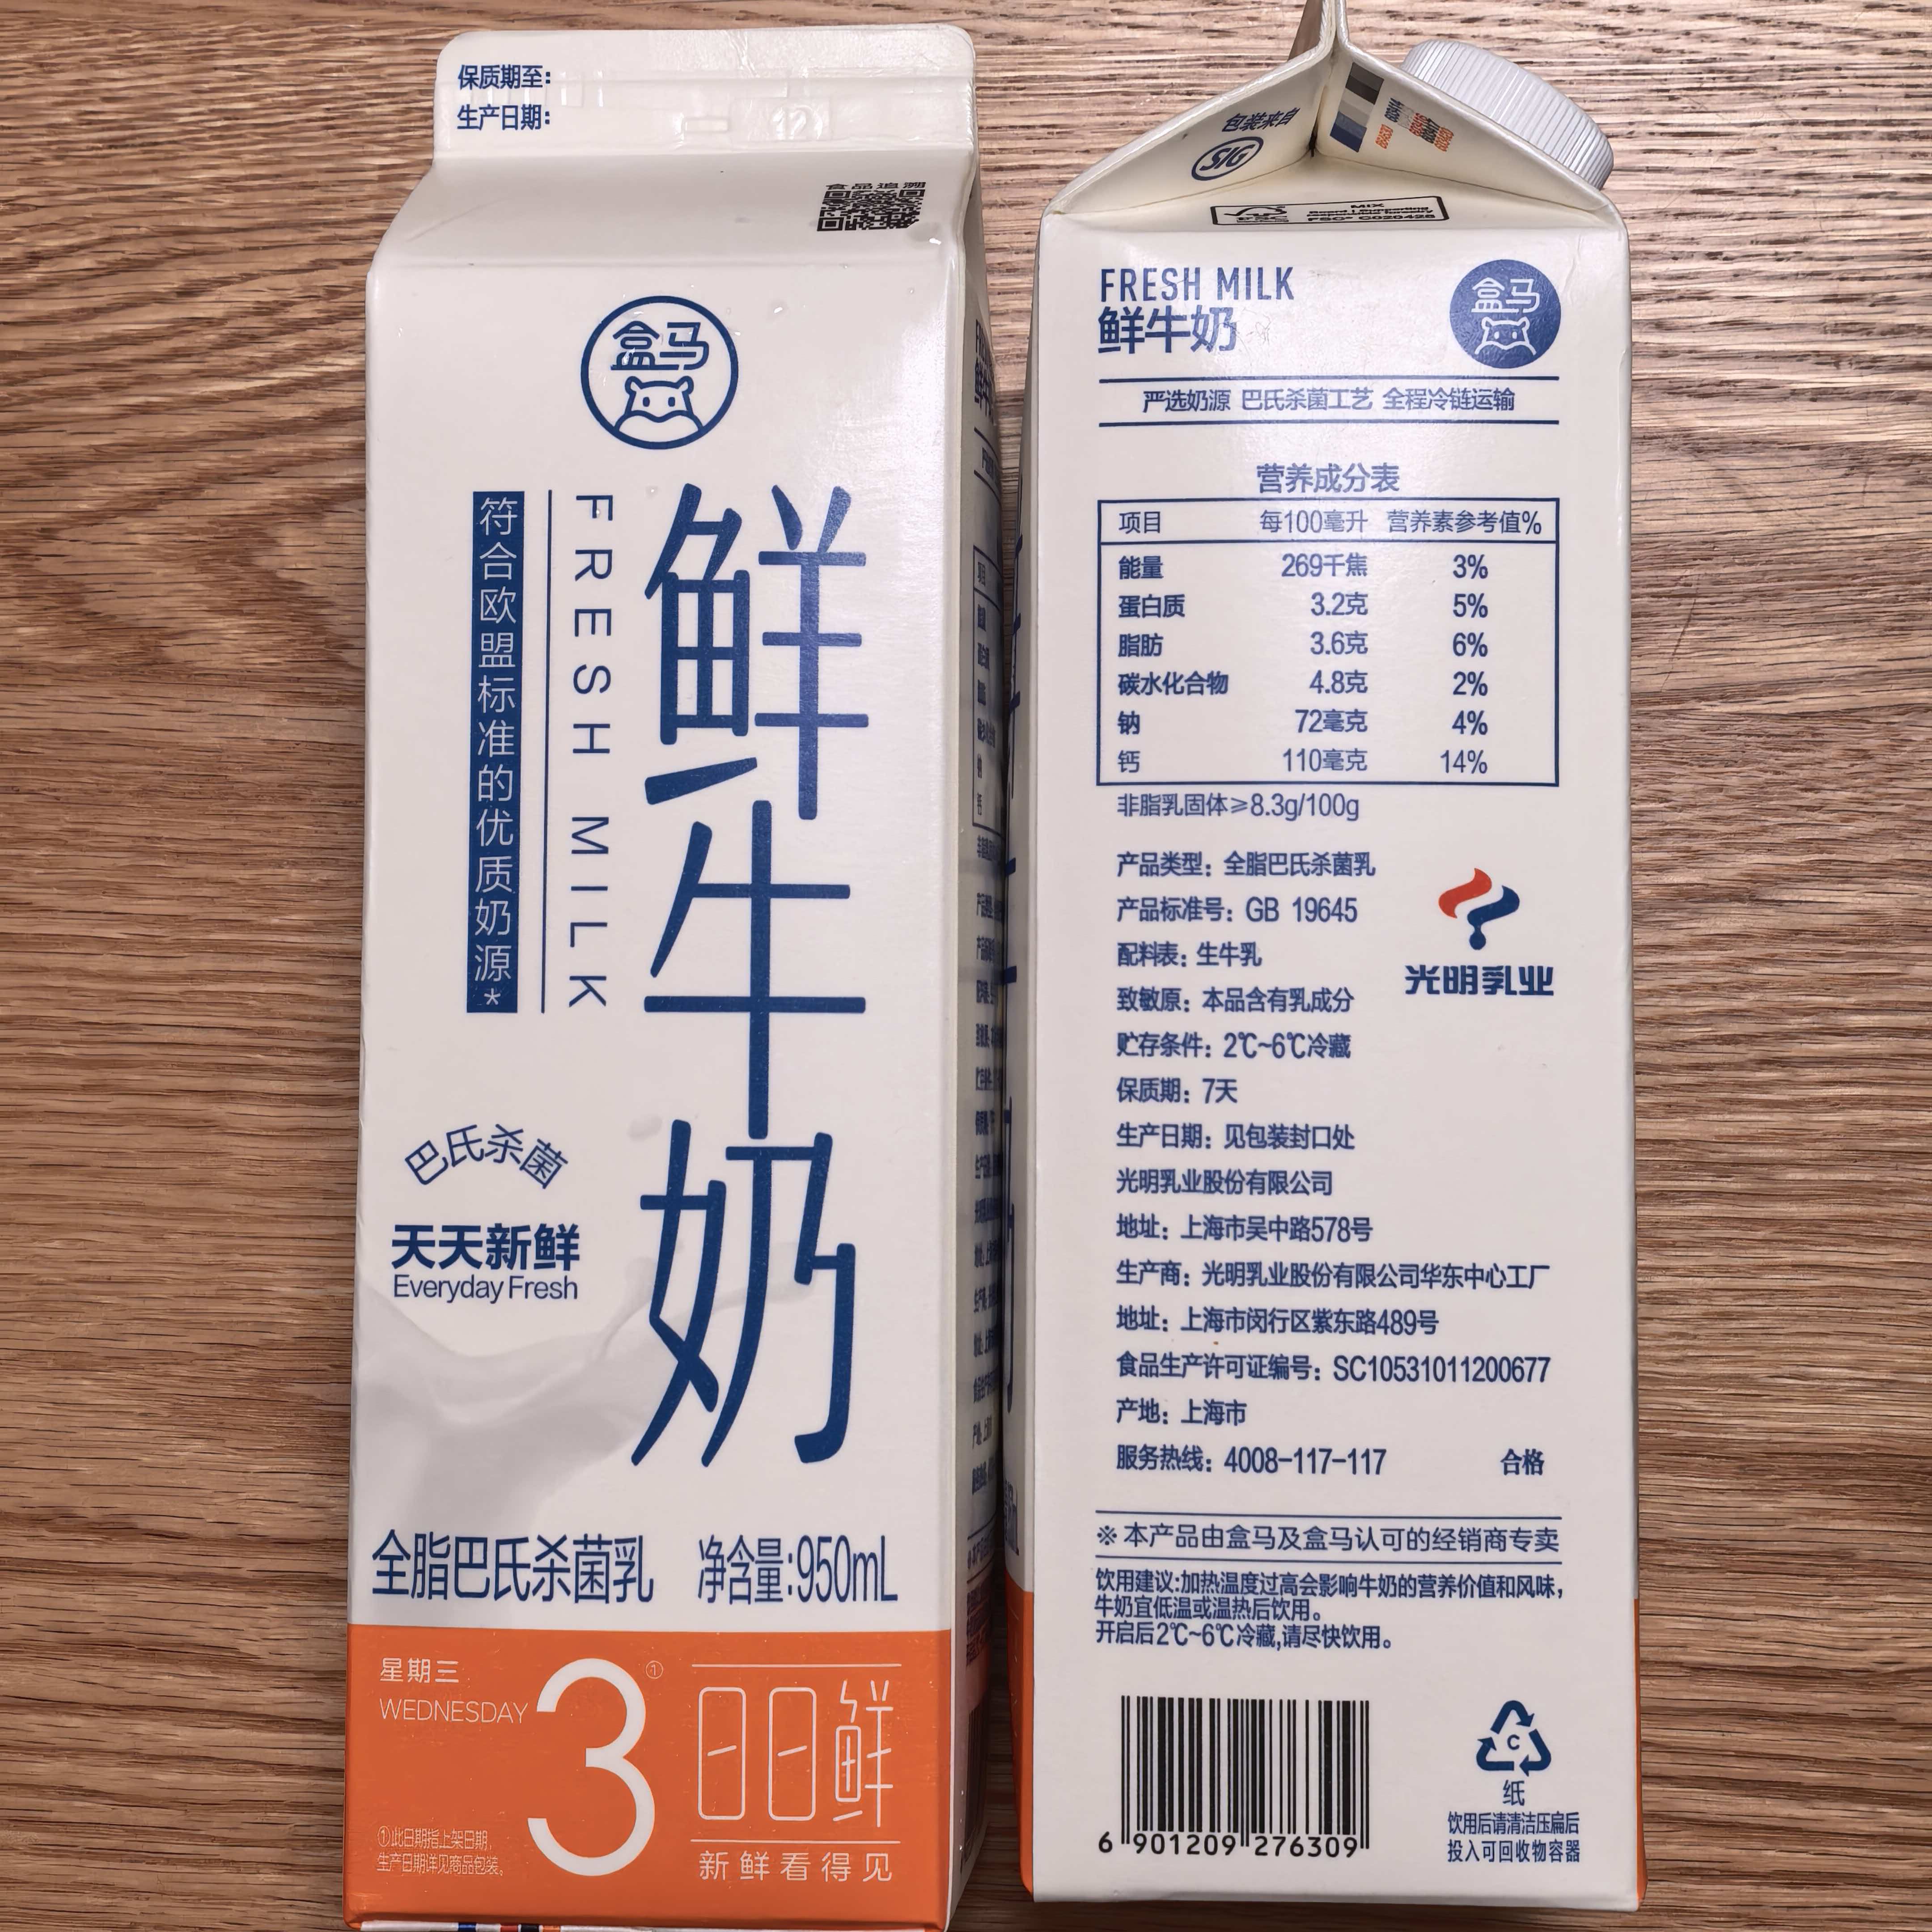 保质期至:
生产日期:
食品追溯
盒马
鲜牛奶
FRESH MILK
符合欧盟标准的优质奶源*
巴氏杀菌
天天新鲜
Everyday Fresh
全脂巴氏杀菌乳 净含量:950mL
星期三
WEDNESDAY
3①
日日鲜
新鲜看得见
①此日期指上架日期,
生产日期详见商品包装。
包装来自
SIG
FSC
MIX
FSC® C020428
FRESH MILK
鲜牛奶
盒马
严选奶源 巴氏杀菌工艺 全程冷链运输
营养成分表
项目 每100毫升 营养素参考值%
能量 269千焦 3%
蛋白质 3.2克 5%
脂肪 3.6克 6%
碳水化合物 4.8克 2%
钠 72毫克 4%
钙 110毫克 14%
非脂乳固体≥8.3g/100g
产品类型: 全脂巴氏杀菌乳
产品标准号: GB 19645
配料表: 生牛乳
致敏原: 本品含有乳成分
光明乳业
贮存条件: 2℃~6℃冷藏
保质期: 7天
生产日期: 见包装封口处
光明乳业股份有限公司
地址: 上海市吴中路578号
生产商: 光明乳业股份有限公司华东中心工厂
地址: 上海市闵行区紫东路489号
食品生产许可证编号: SC10531011200677
产地: 上海市
服务热线: 4008-117-117 合格
※本产品由盒马及盒马认可的经销商专卖
饮用建议:加热温度过高会影响牛奶的营养价值和风味,
牛奶宜低温或温热后饮用。
开启后2℃~6℃冷藏,请尽快饮用。
6 901209 276309
C
纸
饮用后请清洁压扁后
投入可回收物容器